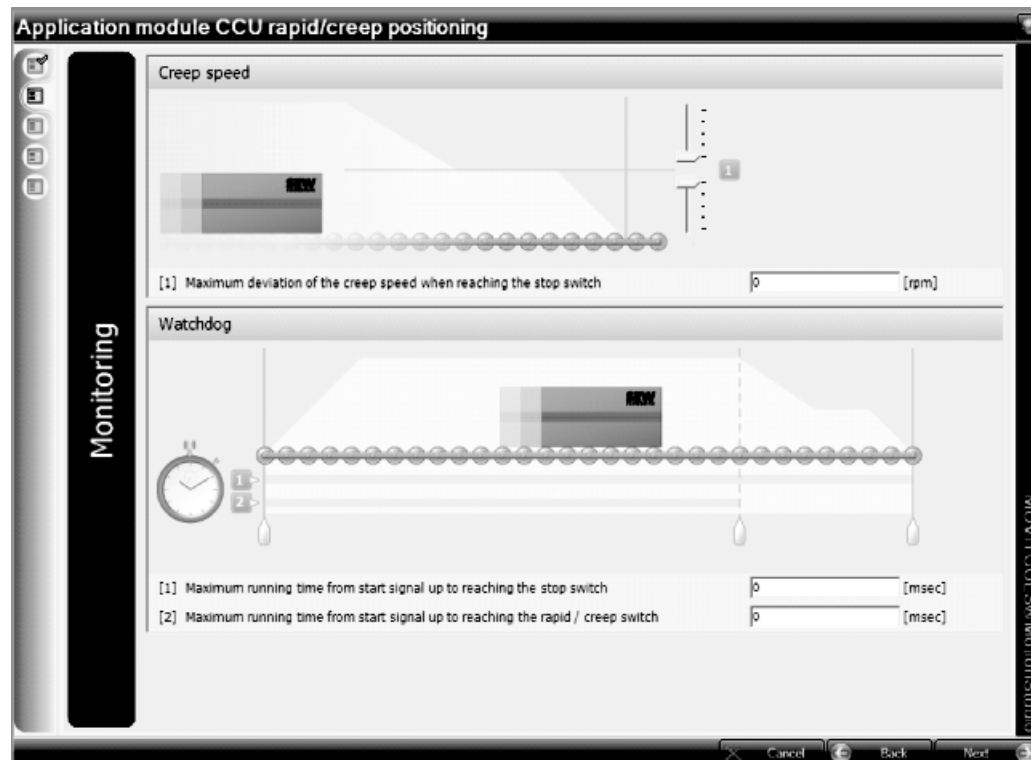 Application module CCU rapid/creep positioning
Monitoring
Creep speed
1
[1] Maximum deviation of the creep speed when reaching the stop switch 0 [rpm]
Watchdog
1
2
[1] Maximum running time from start signal up to reaching the stop switch 0 [msec]
[2] Maximum running time from start signal up to reaching the rapid / creep switch 0 [msec]
Cancel Back Next